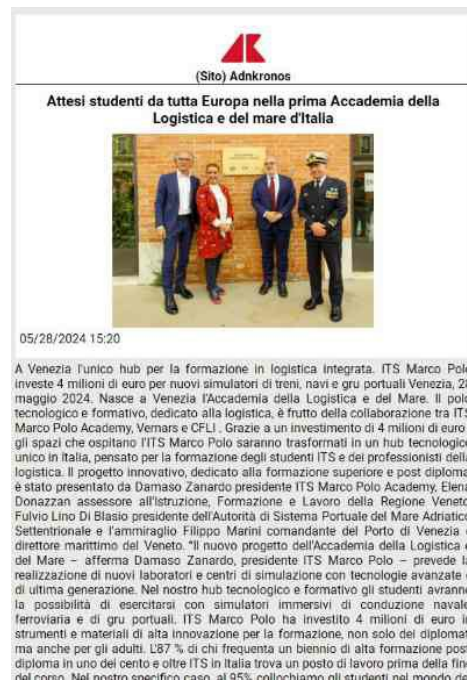 (Sito) Adnkronos
Attesi studenti da tutta Europa nella prima Accademia della
Logistica e del mare d'Italia
05/28/2024 15:20
A Venezia l'unico hub per la formazione in logistica integrata. ITS Marco Polo
investe 4 milioni di euro per nuovi simulatori di treni, navi e gru portuali Venezia, 28
maggio 2024. Nasce a Venezia l'Accademia della Logistica e del Mare. Il polo
tecnologico e formativo, dedicato alla logistica, è frutto della collaborazione tra ITS
Marco Polo Academy, Vemars e CFLI . Grazie a un investimento di 4 milioni di euro
gli spazi che ospitano l'ITS Marco Polo saranno trasformati in un hub tecnologico
unico in Italia, pensato per la formazione degli studenti ITS e dei professionisti della
logistica. Il progetto innovativo, dedicato alla formazione superiore e post diploma
è stato presentato da Damaso Zanardo presidente ITS Marco Polo Academy, Elena
Donazzan assessore all'Istruzione, Formazione e Lavoro della Regione Veneto
Fulvio Lino Di Blasio presidente dell'Autorità di Sistema Portuale del Mare Adriatico
Settentrionale e l'ammiraglio Filippo Marini comandante del Porto di Venezia
direttore marittimo del Veneto. "Il nuovo progetto dell'Accademia della Logistica e
del Mare – afferma Damaso Zanardo, presidente ITS Marco Polo – prevede la
realizzazione di nuovi laboratori e centri di simulazione con tecnologie avanzate
di ultima generazione. Nel nostro hub tecnologico e formativo gli studenti avranno
la possibilità di esercitarsi con simulatori immersivi di conduzione navale
ferroviaria e di gru portuali. ITS Marco Polo ha investito 4 milioni di euro in
strumenti e materiali di alta innovazione per la formazione, non solo dei diplomati
ma anche per gli adulti. L'87 % di chi frequenta un biennio di alta formazione post
diploma in uno dei cento e oltre ITS in Italia trova un posto di lavoro prima della fine
del corso. Nel nostro specifico caso, al 95% collochiamo gli studenti nel mondo del